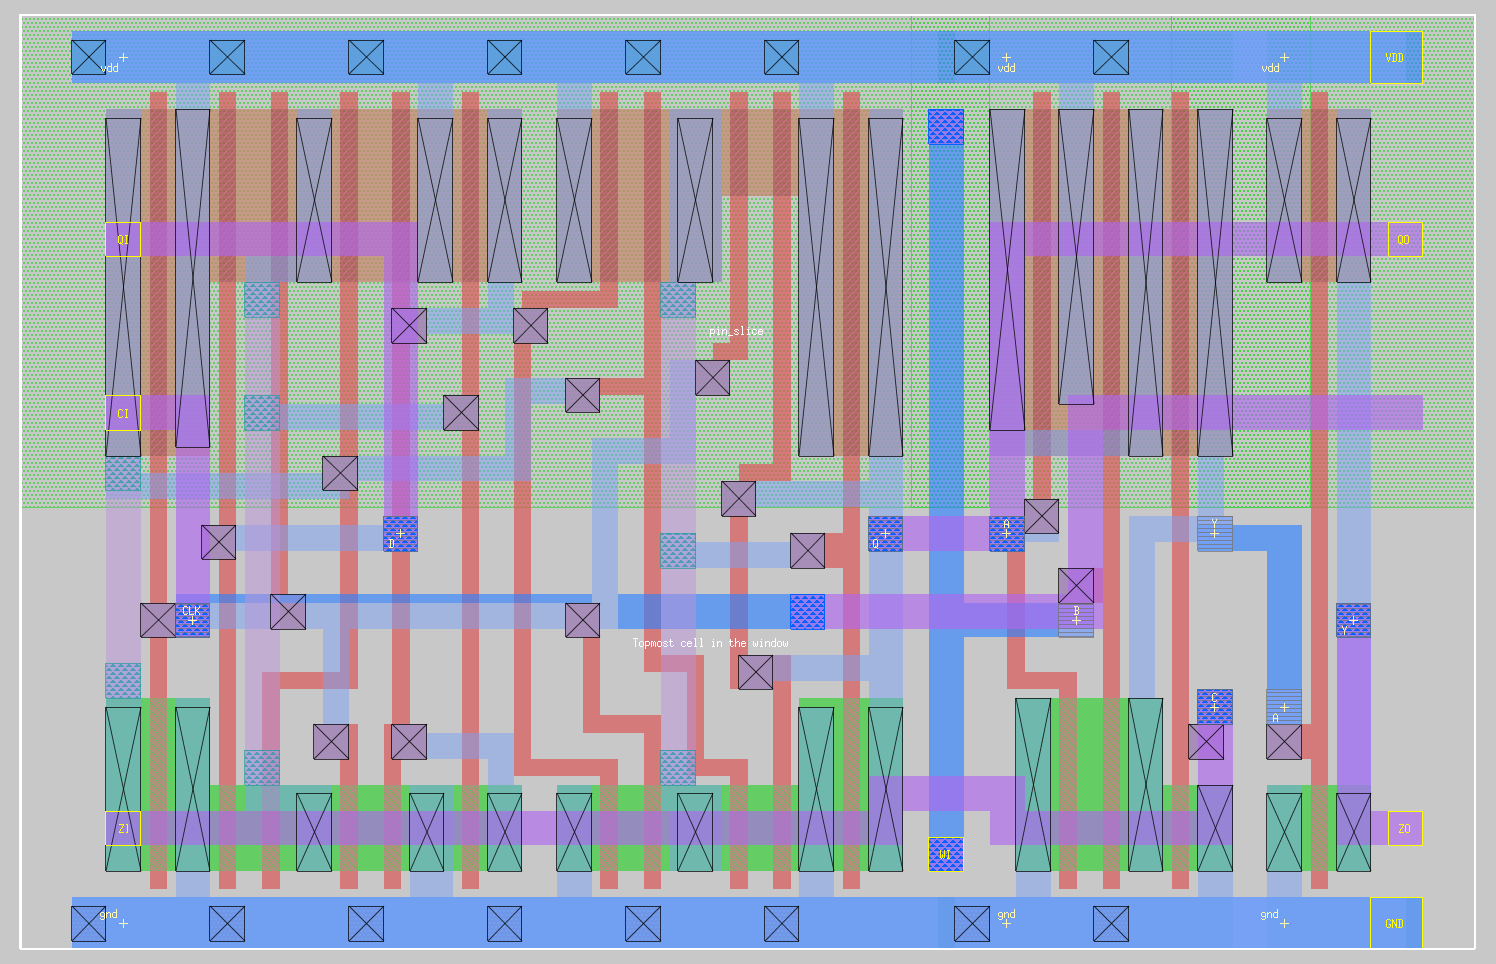 vdd
vdd
vdd
VDD
QI
QO
pin_slice
CI
D
Q
A
Y
CLK
B
Y
Topmost cell in the window
C
A
ZI
ZO
WI
gnd
gnd
gnd
GND